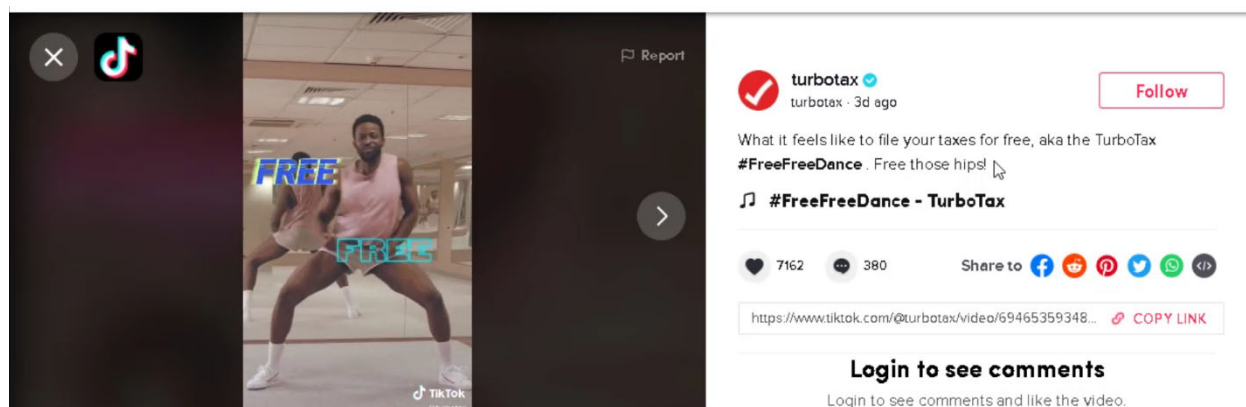 Report
FREE
FREE
TikTok
turbotax
turbotax · 3d ago
Follow
What it feels like to file your taxes for free, aka the TurboTax
#FreeFreeDance . Free those hips!
#FreeFreeDance - TurboTax
7162
380
Share to
https://www.tiktok.com/@turbotax/video/69465359348...
COPY LINK
Login to see comments
Login to see comments and like the video.